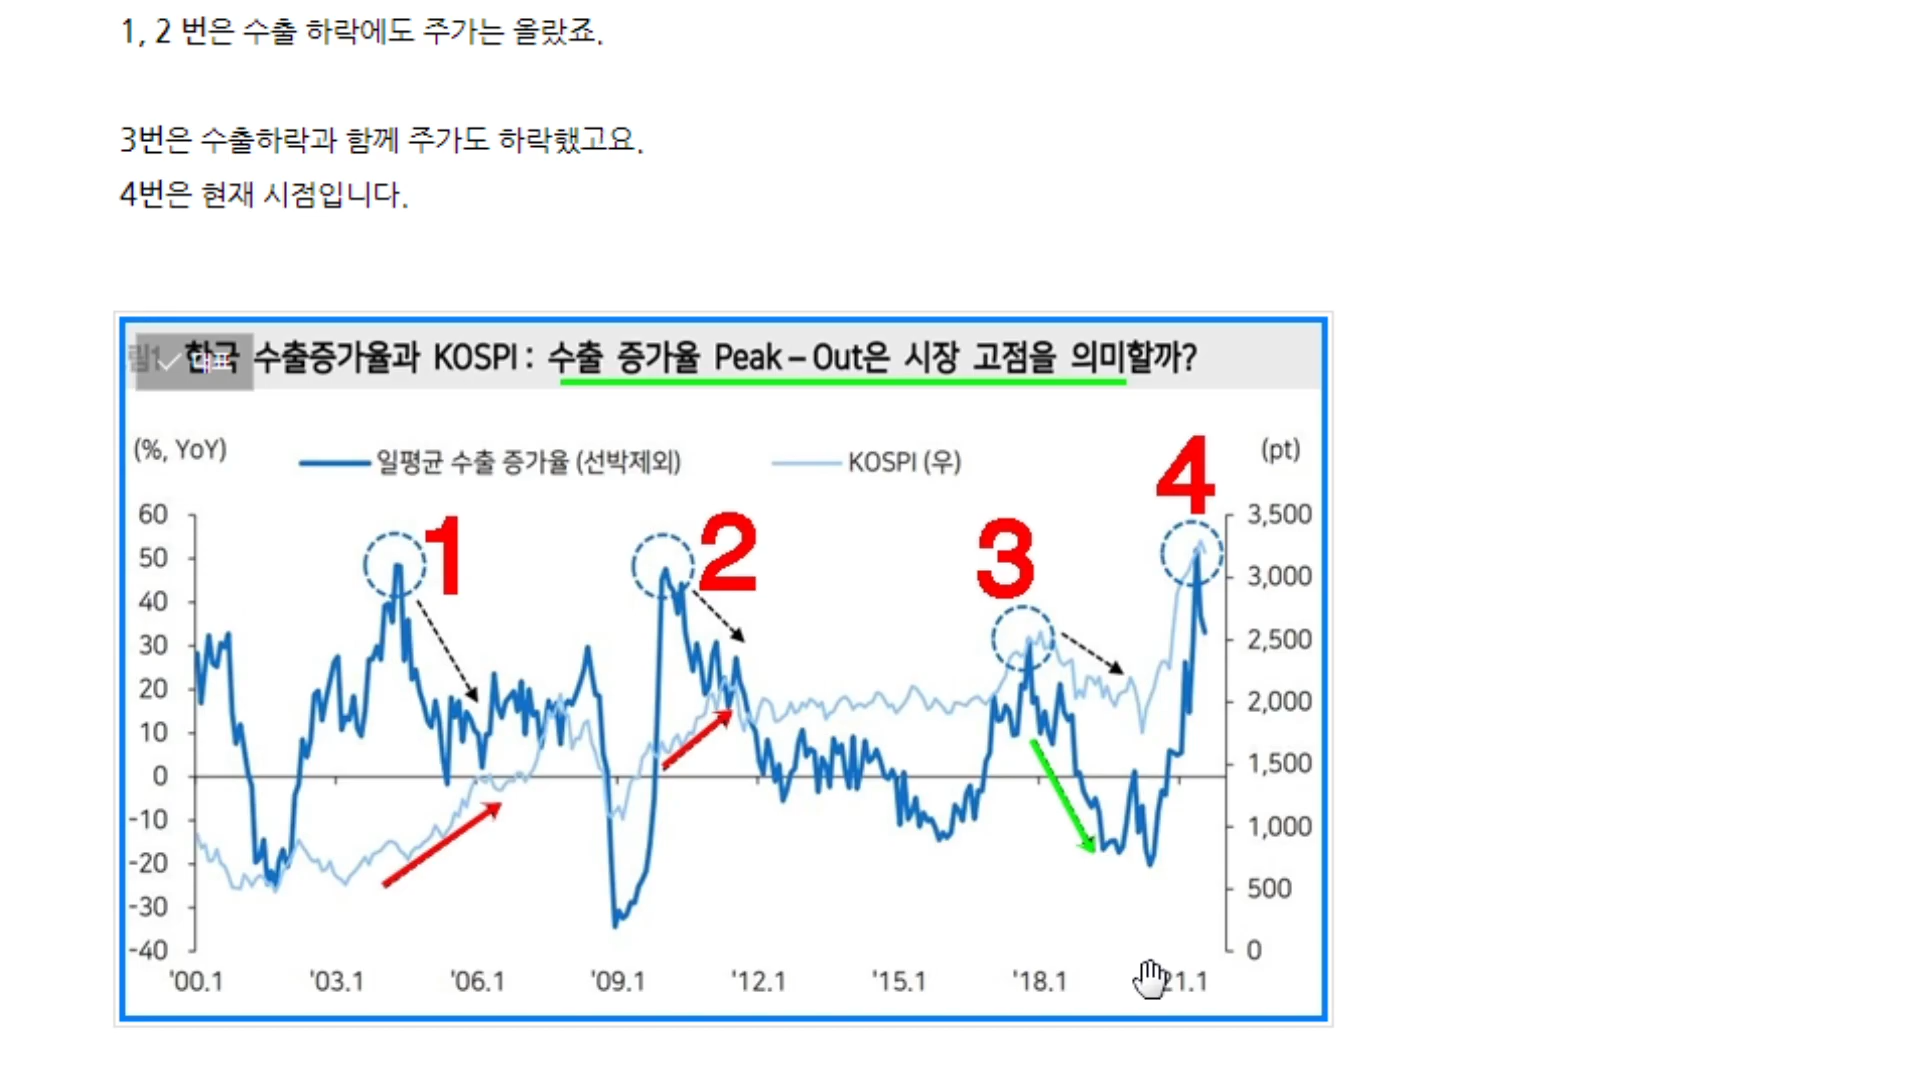 1, 2 번은 수출 하락에도 주가는 올랐죠.
3번은 수출하락과 함께 주가도 하락했고요.
4번은 현재 시점입니다.
한국 수출증가율과 KOSPI : 수출 증가율 Peak – Out은 시장 고점을 의미할까?
대표
(%, YoY)
일평균 수출 증가율 (선박제외)
KOSPI (우)
(pt)
1
2
3
4
60
50
40
30
20
10
0
-10
-20
-30
-40
3,500
3,000
2,500
2,000
1,500
1,000
500
0
'00.1 '03.1 '06.1 '09.1 '12.1 '15.1 '18.1 21.1